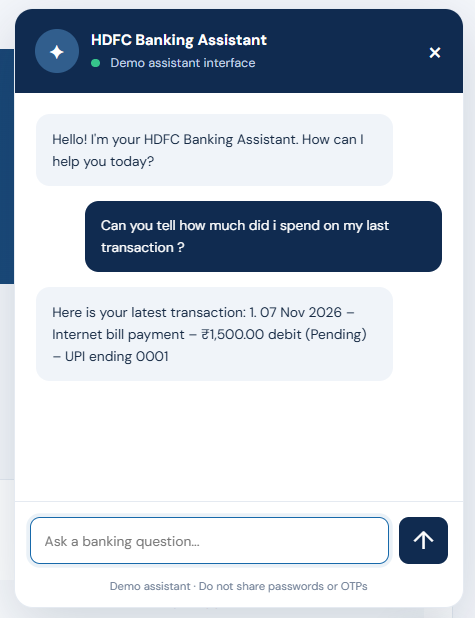 HDFC Banking Assistant
Demo assistant interface
Hello! I'm your HDFC Banking Assistant. How can I
help you today?
Can you tell how much did i spend on my last
transaction ?
Here is your latest transaction: 1. 07 Nov 2026 –
Internet bill payment – ₹1,500.00 debit (Pending)
– UPI ending 0001
Ask a banking question...
Demo assistant · Do not share passwords or OTPs